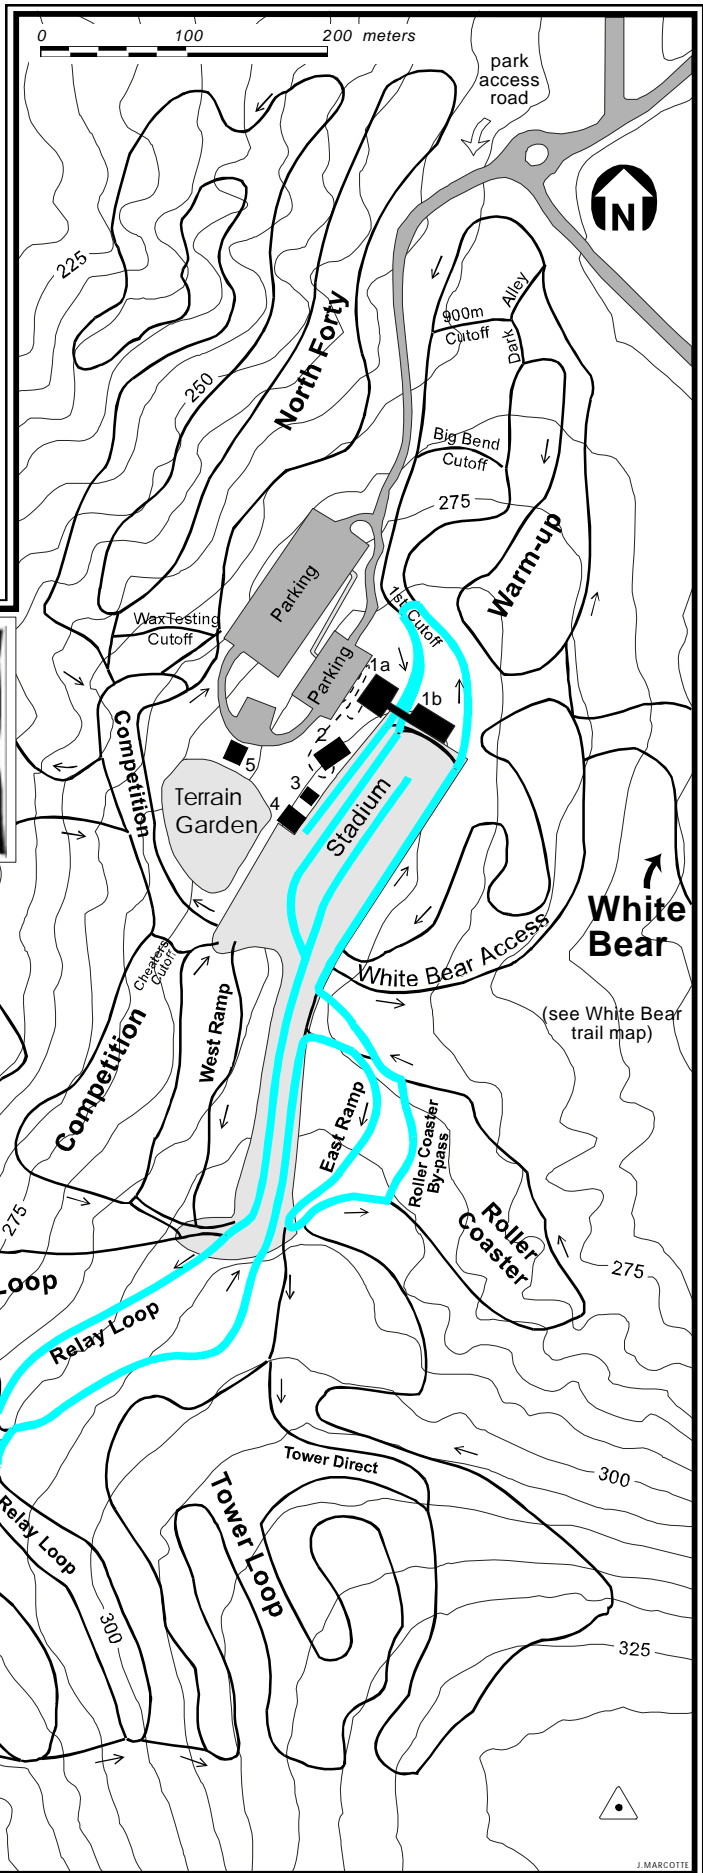 0 100 200 meters
park
access
road
N
225
900m
Cutoff
Dark Alley
250
North Forty
Big Bend
Cutoff
275
Warm-up
Parking
1st Cutoff
WaxTesting
Cutoff
Parking
1a
1b
2
Competition
5
3
4
Terrain
Garden
Stadium
White
Bear
White Bear Access
Cheaters
Cutoff
(see White Bear
trail map)
West Ramp
Competition
East Ramp
Roller Coaster
By-pass
Roller
Coaster
275
275
Loop
Relay Loop
Tower Direct
300
Tower Loop
Relay Loop
300
325
J.MARCOTTE